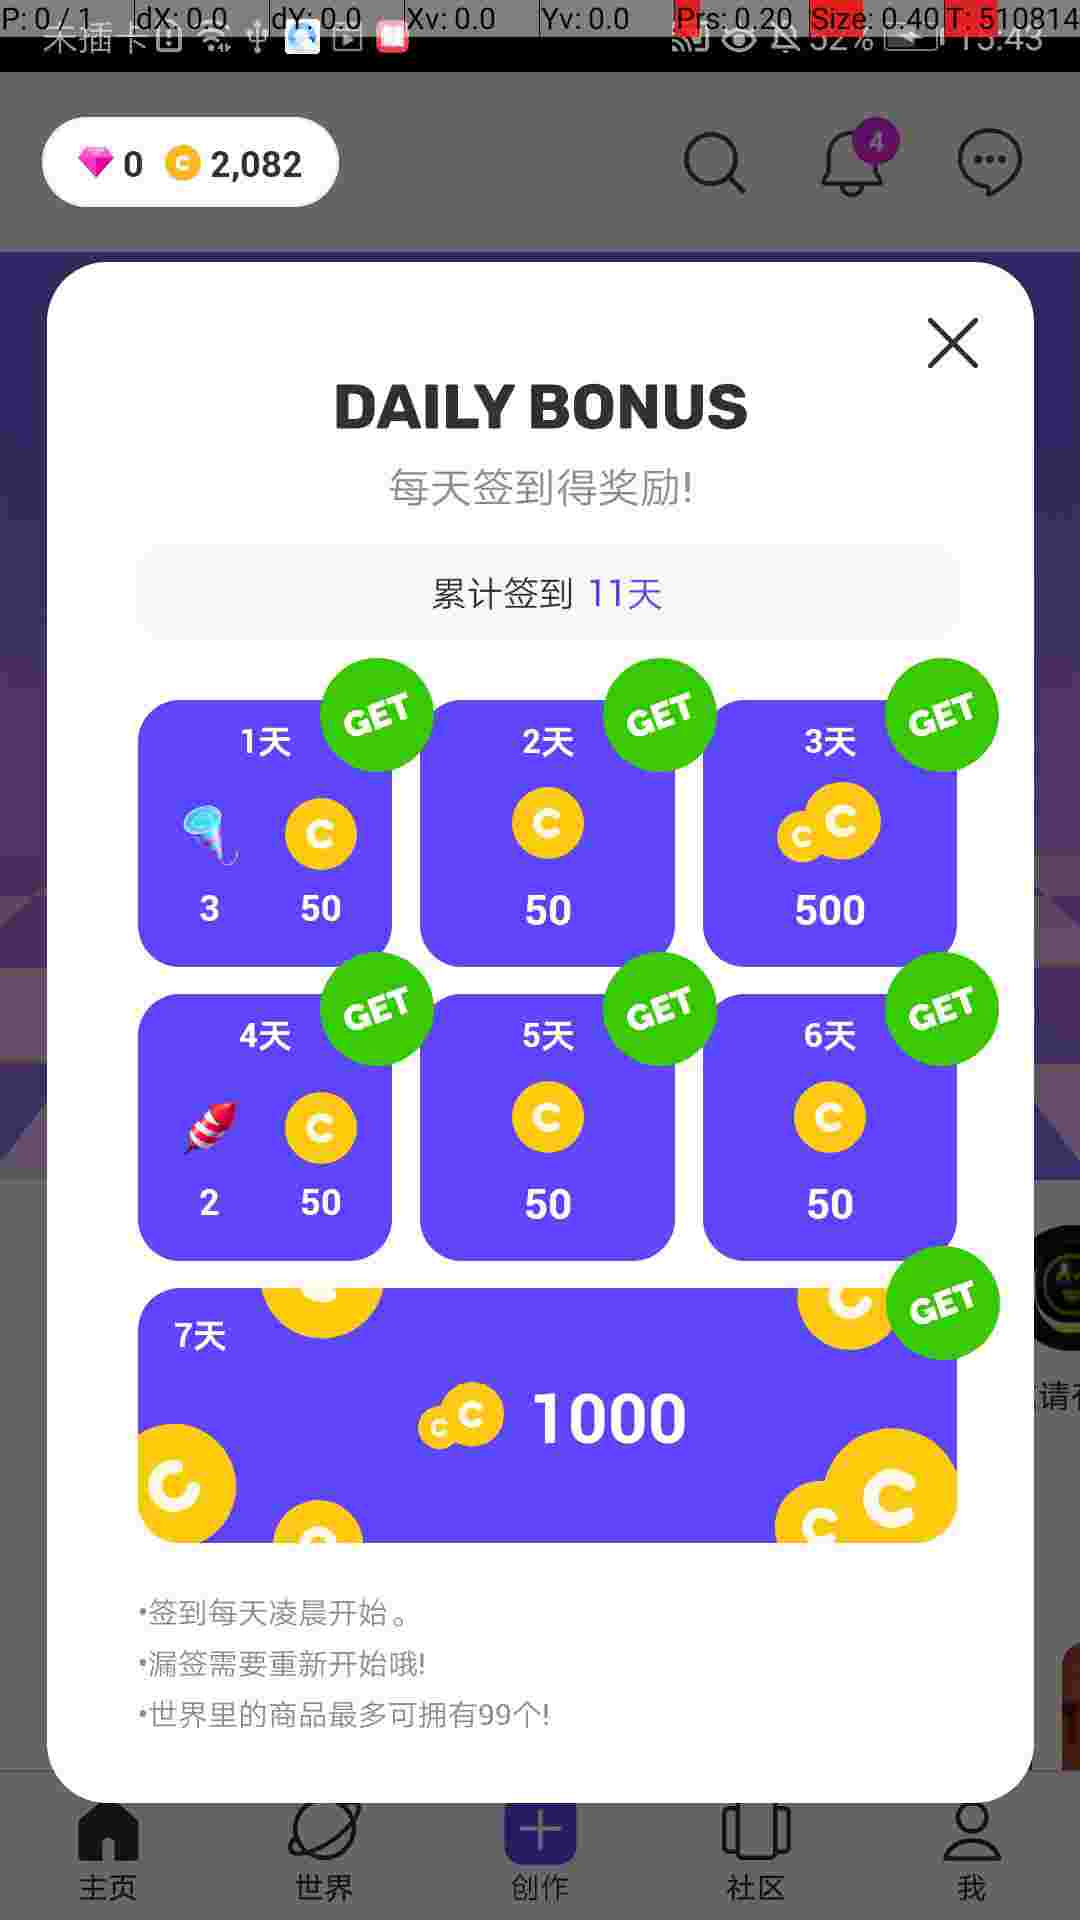 P: 0 / 1 dX: 0.0 dY: 0.0 Xv: 0.0 Yv: 0.0 Prs: 0.20 Size: 0.40 T: 510814
未插卡 52% 15:43
0 C 2,082 4
DAILY BONUS
每天签到得奖励!
累计签到 11天
GET GET GET
1天 2天 3天
C C C C
3 50 50 500
GET GET GET
4天 5天 6天
C C C
2 50 50 50
GET
7天
C C 1000
•签到每天凌晨开始。
•漏签需要重新开始哦!
•世界里的商品最多可拥有99个!
主页 世界 创作 社区 我